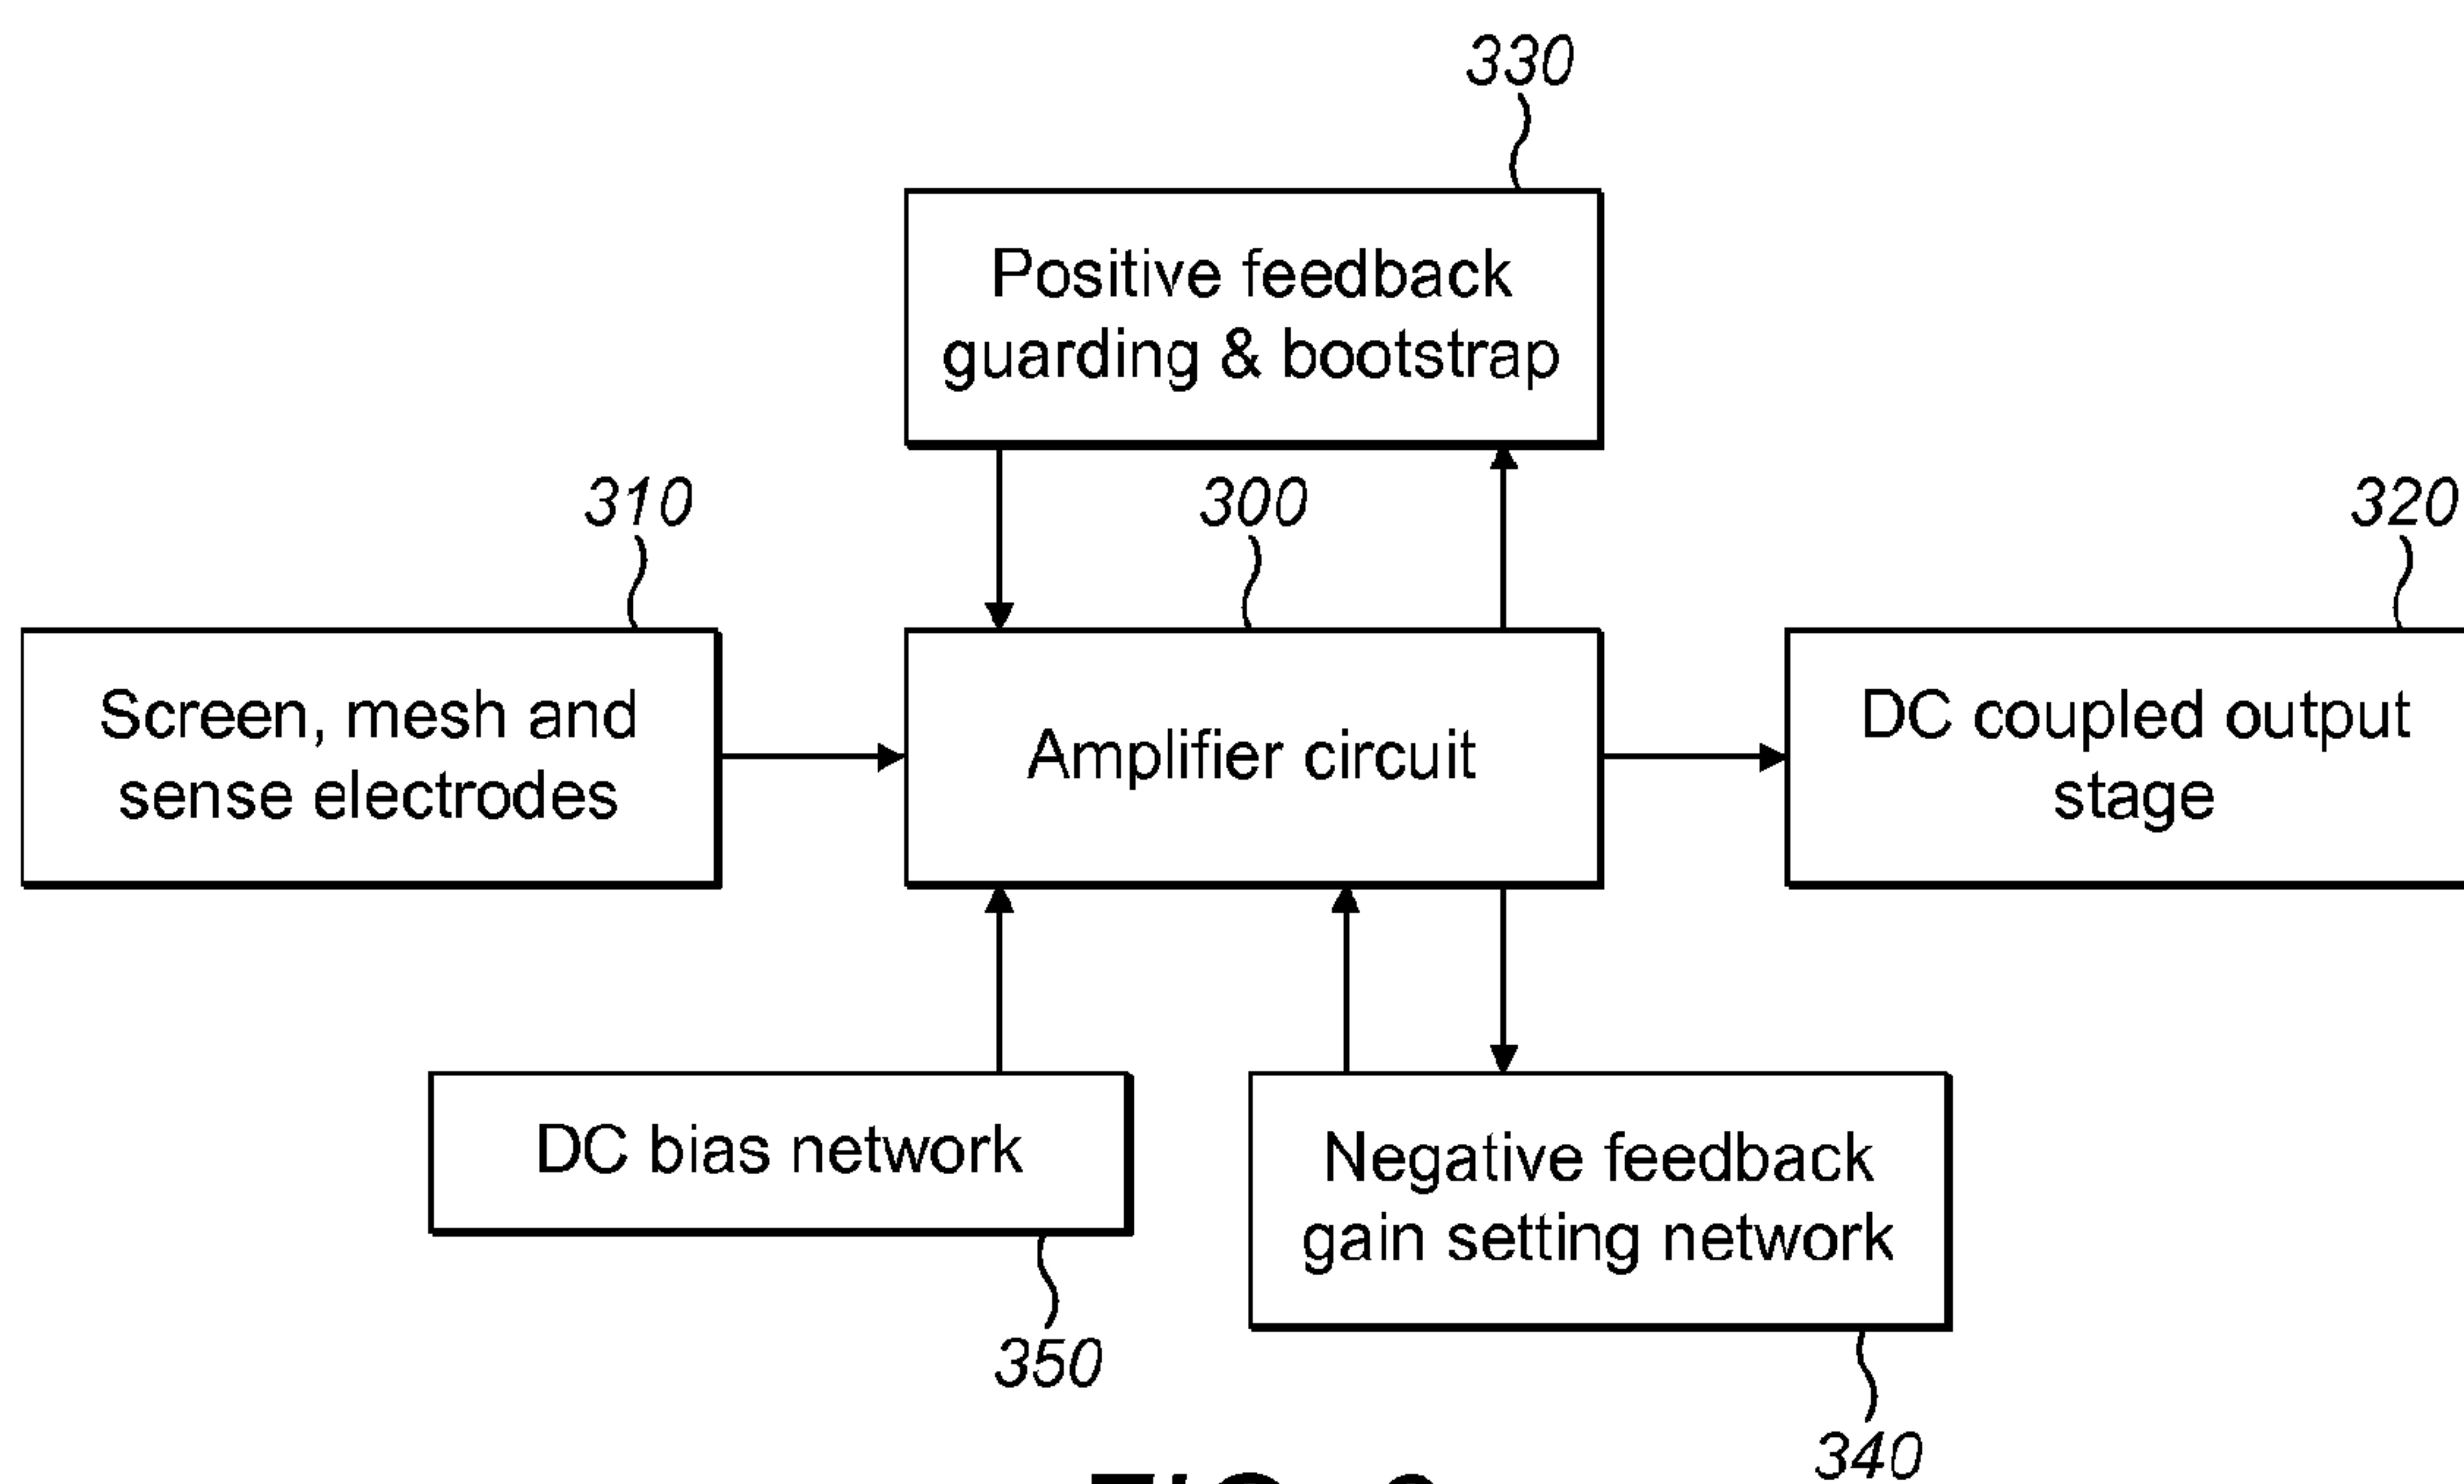 330
Positive feedback
guarding & bootstrap
310
300
320
Screen, mesh and
sense electrodes
Amplifier circuit
DC coupled output
stage
DC bias network
Negative feedback
gain setting network
350
340